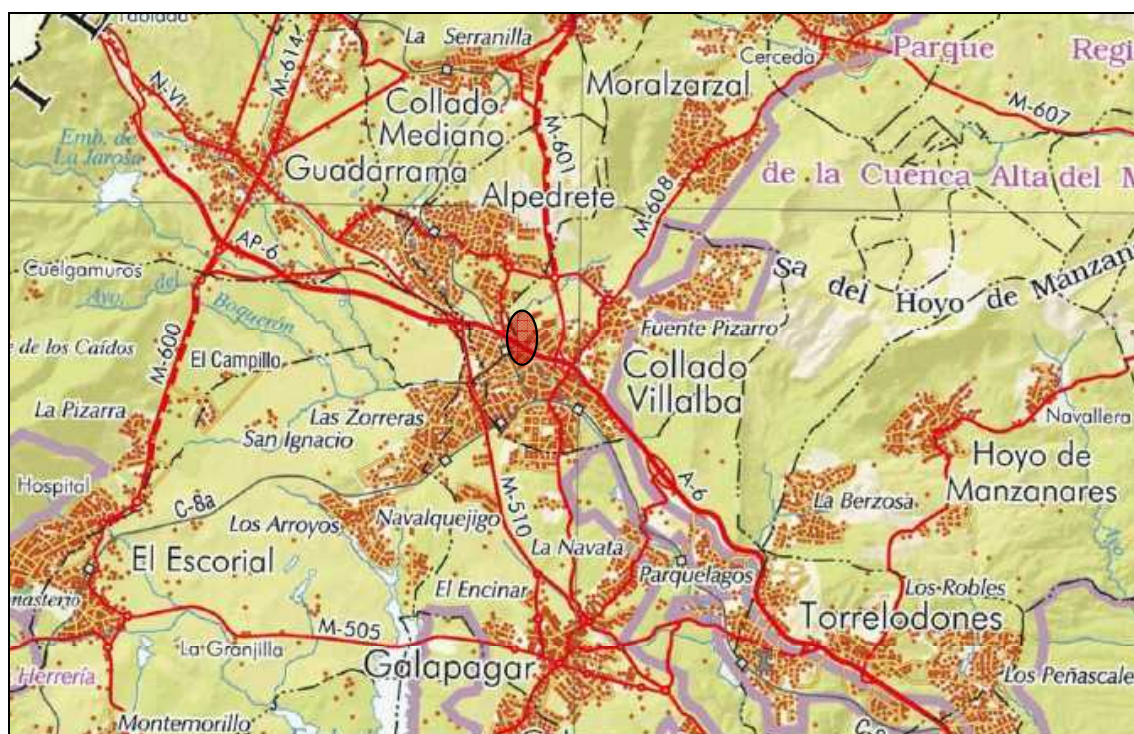 Tablada
La Serranilla
Cerceda
Parque Regi
N-VI
M-614
Collado
Mediano
Moralzarzal
M-607
Emb. de
La Jarosa
Guadarrama
M-601
de la Cuenca Alta del M
Alpedrete
M-608
AP-6
Cuelgamuros
Ayo. del
Boquerón
Sa del Hoyo de Manzan
Fuente Pizarro
e de los Caídos
M-600
El Campillo
Collado
Villalba
La Pizarra
Las Zorreras
San Ignacio
Navallera
Hoyo de
Manzanares
Hospital
C-8a
Los Arroyos
Navalquejigo
M-510
A-6
La Berzosa
La Navata
Ayo
El Escorial
El Encinar
Parquelagos
Los Robles
nasterio
M-505
Torrelodones
La Granjilla
Galapagar
Herrería
Los Peñascale
Montemorillo